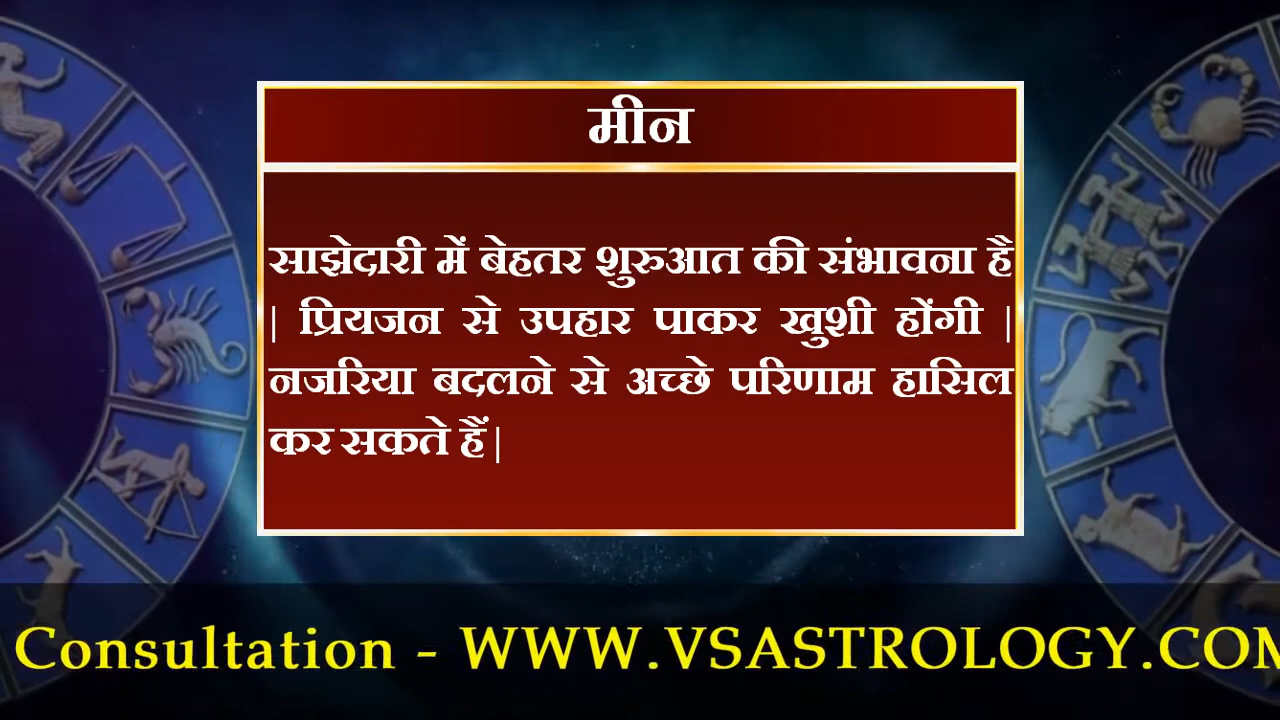 मीन
साझेदारी में बेहतर शुरुआत की संभावना है
| प्रियजन से उपहार पाकर खुशी होंगी |
नजरिया बदलने से अच्छे परिणाम हासिल
कर सकते हैं|
Consultation - WWW.VSASTROLOGY.COM